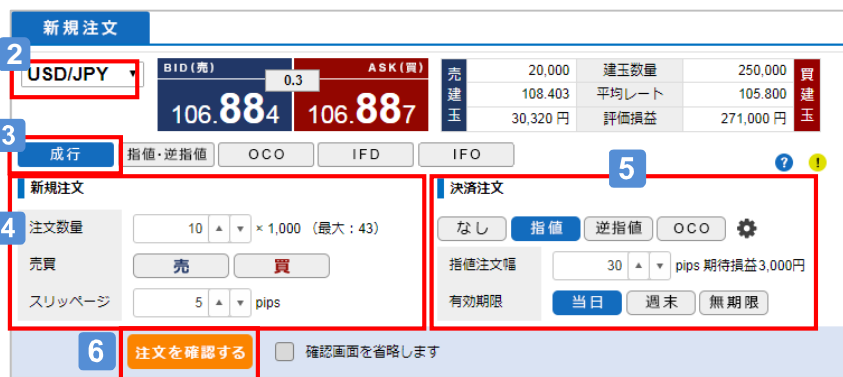 新規注文
2
USD/JPY
BID(売) 0.3 ASK(買)
106.884 106.887
売建玉 20,000 建玉数量 250,000 買建玉
108.403 平均レート 105.800
30,320 円 評価損益 271,000 円
3
成行 指値・逆指値 OCO IFD IFO
? !
5
新規注文 決済注文
4
注文数量 10 × 1,000 (最大：43) なし 指値 逆指値 OCO
売買 売 買 指値注文幅 30 pips 期待損益3,000円
スリッページ 5 pips 有効期限 当日 週末 無期限
6
注文を確認する 確認画面を省略します